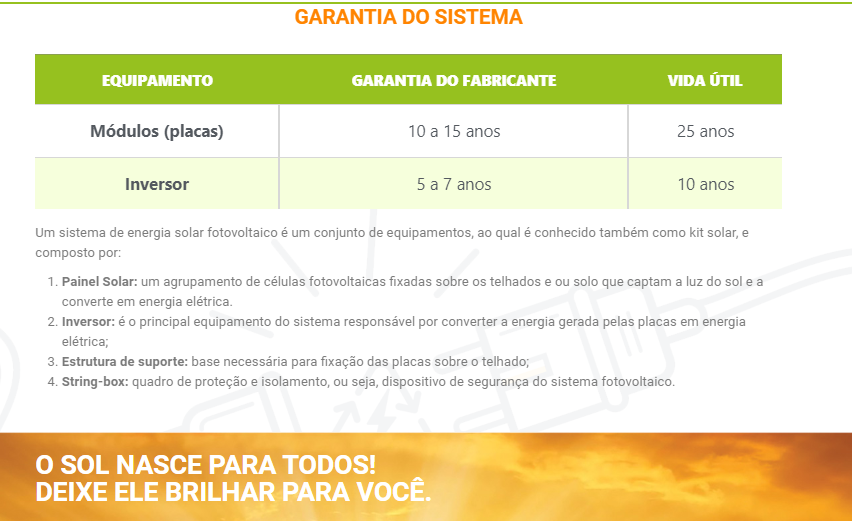 GARANTIA DO SISTEMA
EQUIPAMENTO GARANTIA DO FABRICANTE VIDA ÚTIL
Módulos (placas) 10 a 15 anos 25 anos
Inversor 5 a 7 anos 10 anos
Um sistema de energia solar fotovoltaico é um conjunto de equipamentos, ao qual é conhecido também como kit solar, e
composto por:
1. Painel Solar: um agrupamento de células fotovoltaicas fixadas sobre os telhados e ou solo que captam a luz do sol e a
converte em energia elétrica.
2. Inversor: é o principal equipamento do sistema responsável por converter a energia gerada pelas placas em energia
elétrica;
3. Estrutura de suporte: base necessária para fixação das placas sobre o telhado;
4. String-box: quadro de proteção e isolamento, ou seja, dispositivo de segurança do sistema fotovoltaico.
O SOL NASCE PARA TODOS!
DEIXE ELE BRILHAR PARA VOCÊ.